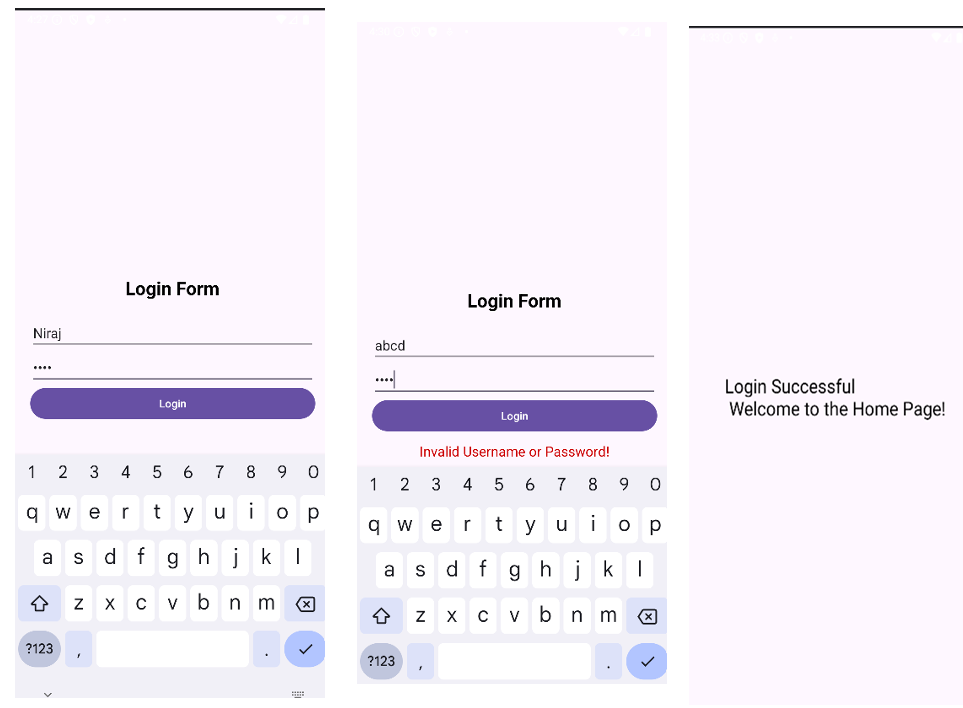 Login Form
Niraj
••••
Login
1 2 3 4 5 6 7 8 9 0
q w e r t y u i o p
a s d f g h j k l
z x c v b n m
?123 , .
Login Form
abcd
••••
Login
Invalid Username or Password!
1 2 3 4 5 6 7 8 9 0
q w e r t y u i o p
a s d f g h j k l
z x c v b n m
?123 , .
Login Successful
Welcome to the Home Page!